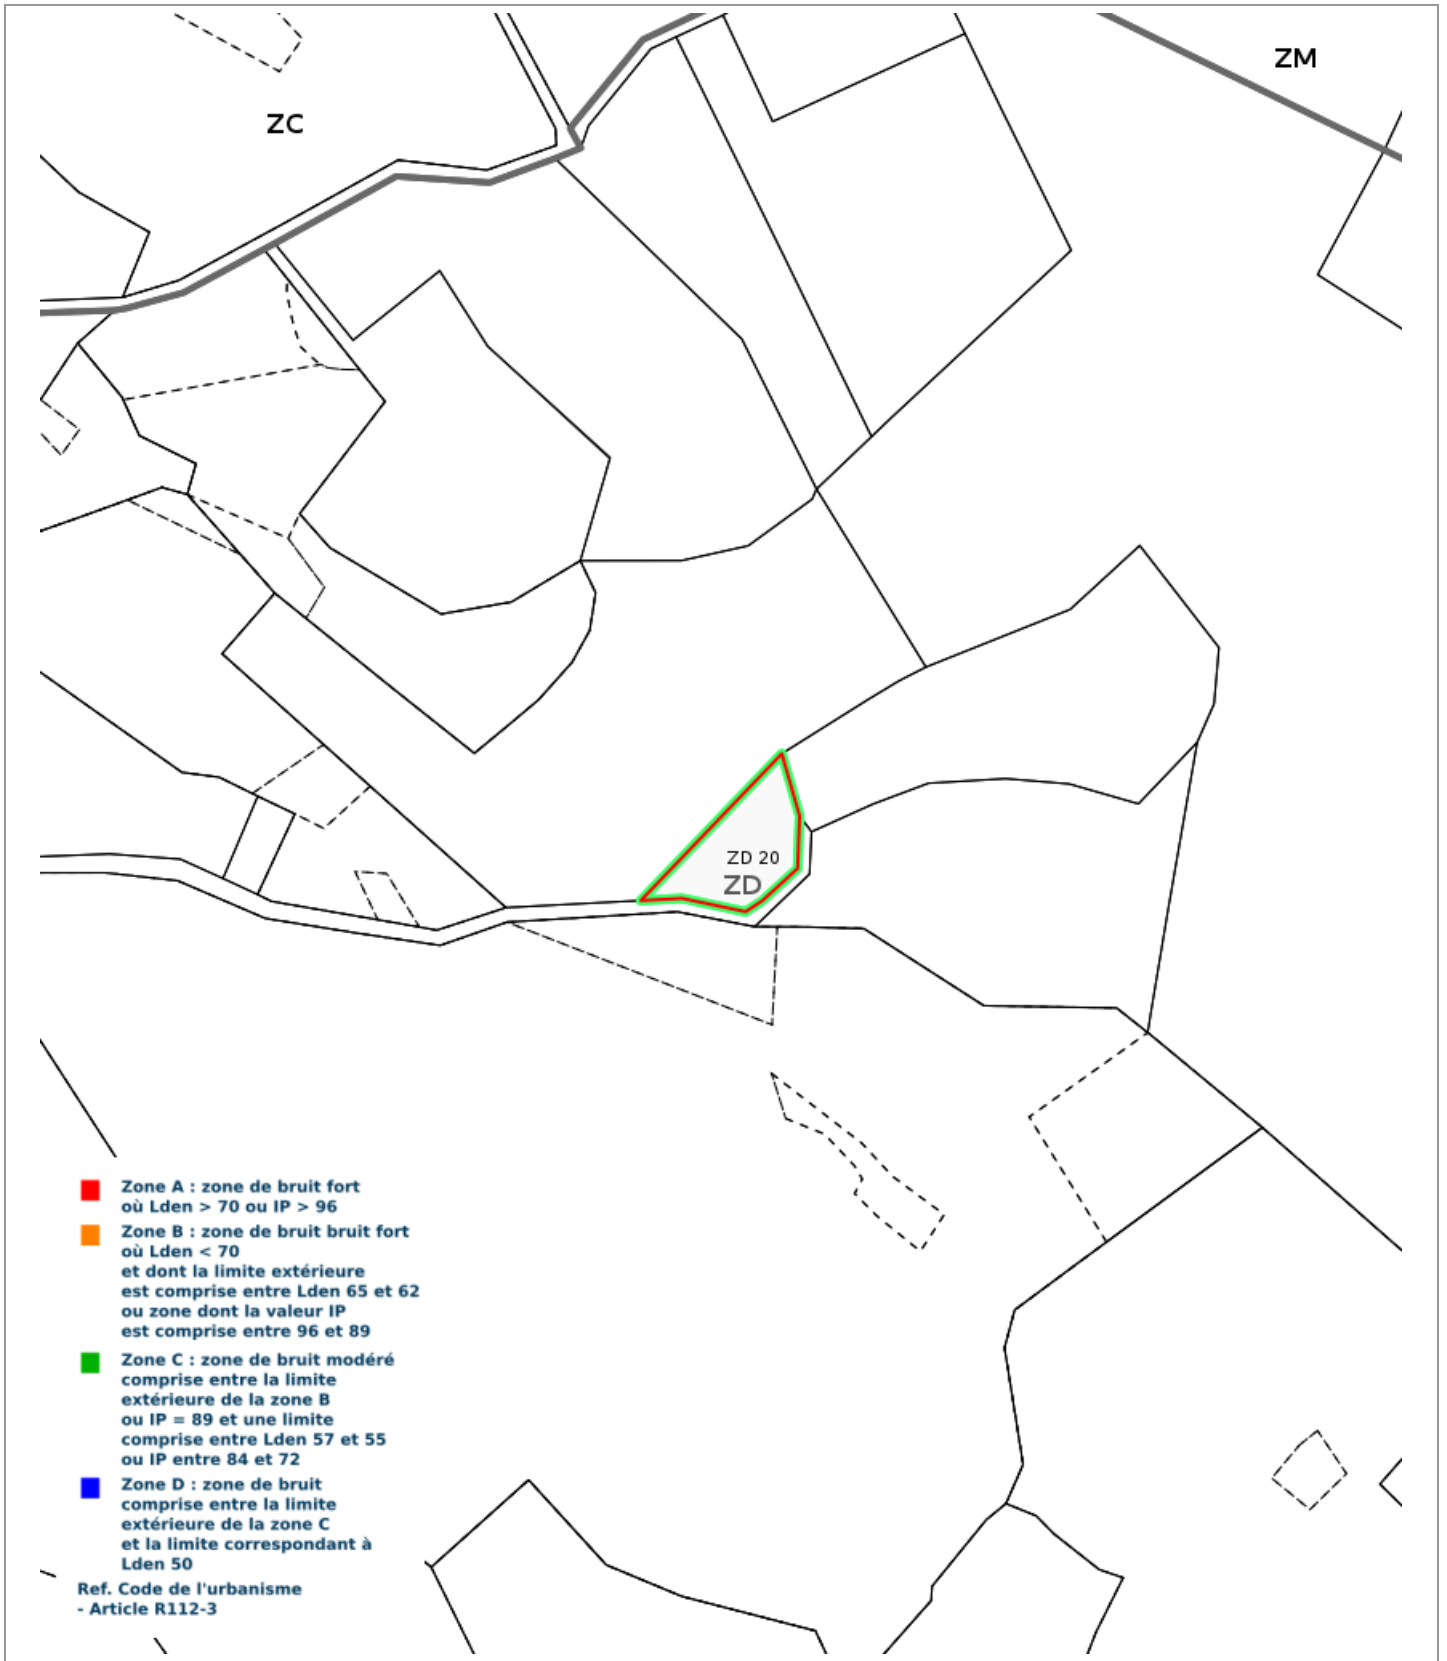 ZM
ZC
ZD 20
ZD
Zone A : zone de bruit fort
où Lden > 70 ou IP > 96
Zone B : zone de bruit bruit fort
où Lden < 70
et dont la limite extérieure
est comprise entre Lden 65 et 62
ou zone dont la valeur IP
est comprise entre 96 et 89
Zone C : zone de bruit modéré
comprise entre la limite
extérieure de la zone B
ou IP = 89 et une limite
comprise entre Lden 57 et 55
ou IP entre 84 et 72
Zone D : zone de bruit
comprise entre la limite
extérieure de la zone C
et la limite correspondant à
Lden 50
Ref. Code de l'urbanisme
- Article R112-3